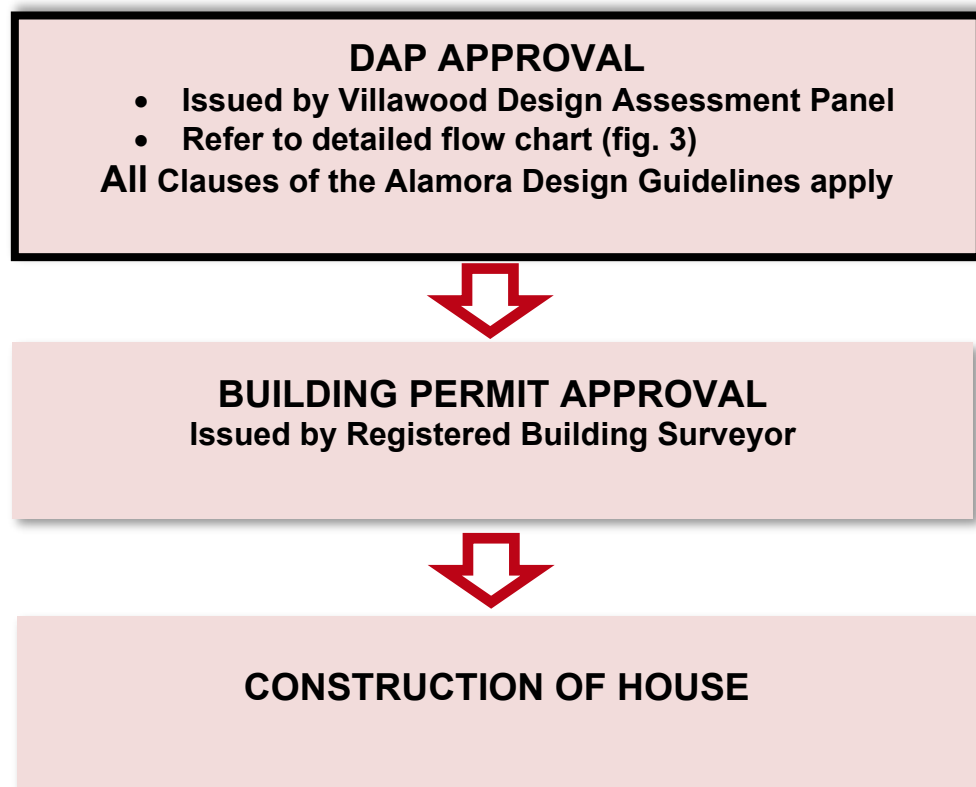 DAP APPROVAL
• Issued by Villawood Design Assessment Panel
• Refer to detailed flow chart (fig. 3)
All Clauses of the Alamora Design Guidelines apply
BUILDING PERMIT APPROVAL
Issued by Registered Building Surveyor
CONSTRUCTION OF HOUSE